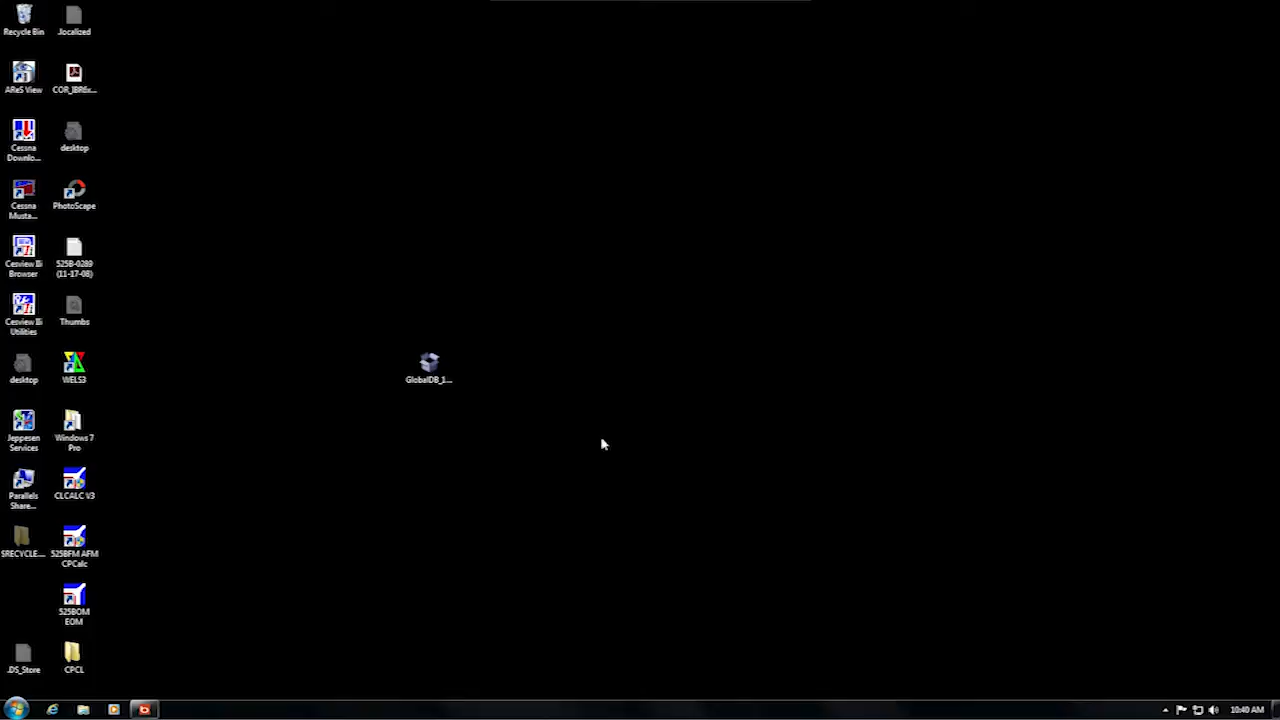 Recycle Bin
.localized
AReS View
COR_IBR6x...
Cessna
Downlo...
desktop
Cessna
Musta...
PhotoScape
Cesview IIi
Browser
525B-0289
(11-17-08)
Cesview IIi
Utilities
Thumbs
desktop
WELS3
GlobalDB_1...
Jeppesen
Services
Windows 7
Pro
Parallels
Share...
CLCALC V3
$RECYCLE....
525BFM AFM
CPCalc
525BOM
EOM
.DS_Store
CPCL
10:40 AM